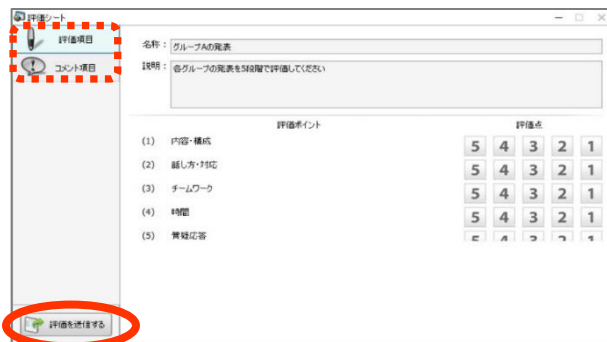 評価シート
評価項目
コメント項目
名称： グループAの発表
説明： 各グループの発表を5段階で評価してください
評価ポイント 評価点
(1) 内容・構成 5 4 3 2 1
(2) 話し方・対応 5 4 3 2 1
(3) チームワーク 5 4 3 2 1
(4) 時間 5 4 3 2 1
(5) 質疑応答 5 4 3 2 1
評価を送信する